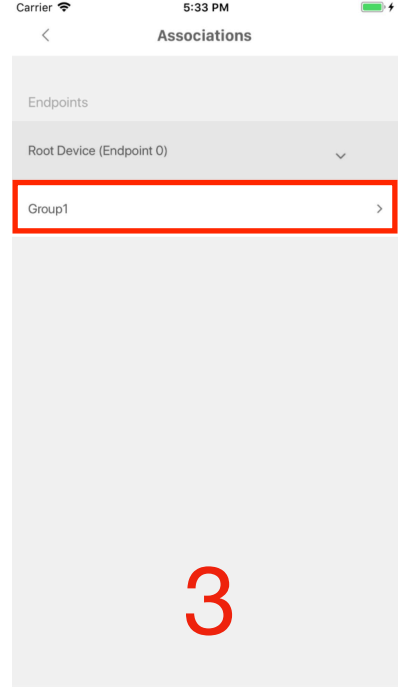 Carrier 5:33 PM
Associations
Endpoints
Root Device (Endpoint 0)
Group1
3